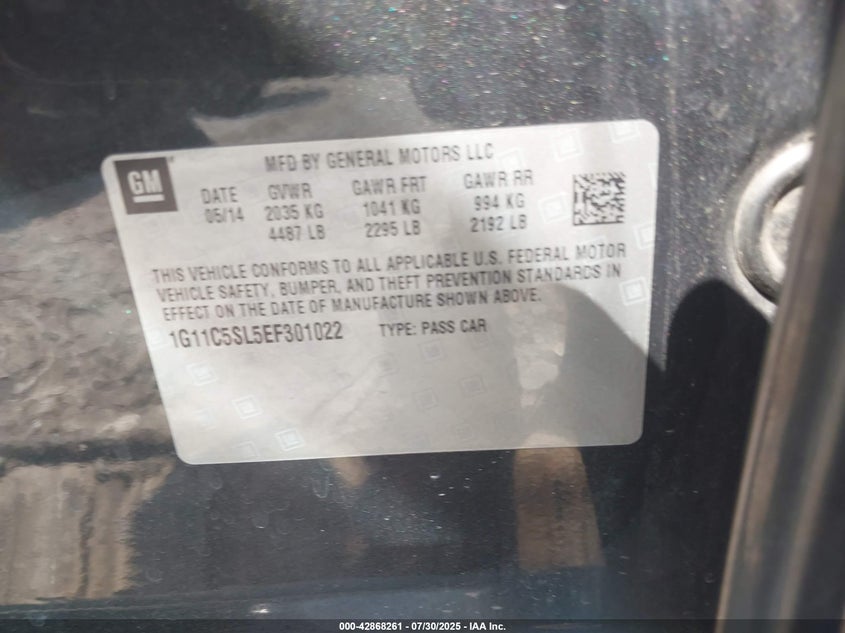 GM
MFD BY GENERAL MOTORS LLC
DATE GVWR GAWR FRT GAWR RR
05/14 2035 KG 1041 KG 994 KG
4487 LB 2295 LB 2192 LB
THIS VEHICLE CONFORMS TO ALL APPLICABLE U.S. FEDERAL MOTOR
VEHICLE SAFETY, BUMPER, AND THEFT PREVENTION STANDARDS IN
EFFECT ON THE DATE OF MANUFACTURE SHOWN ABOVE.
1G11C5SL5EF301022 TYPE: PASS CAR
000-42868261 - 07/30/2025 - IAA Inc.